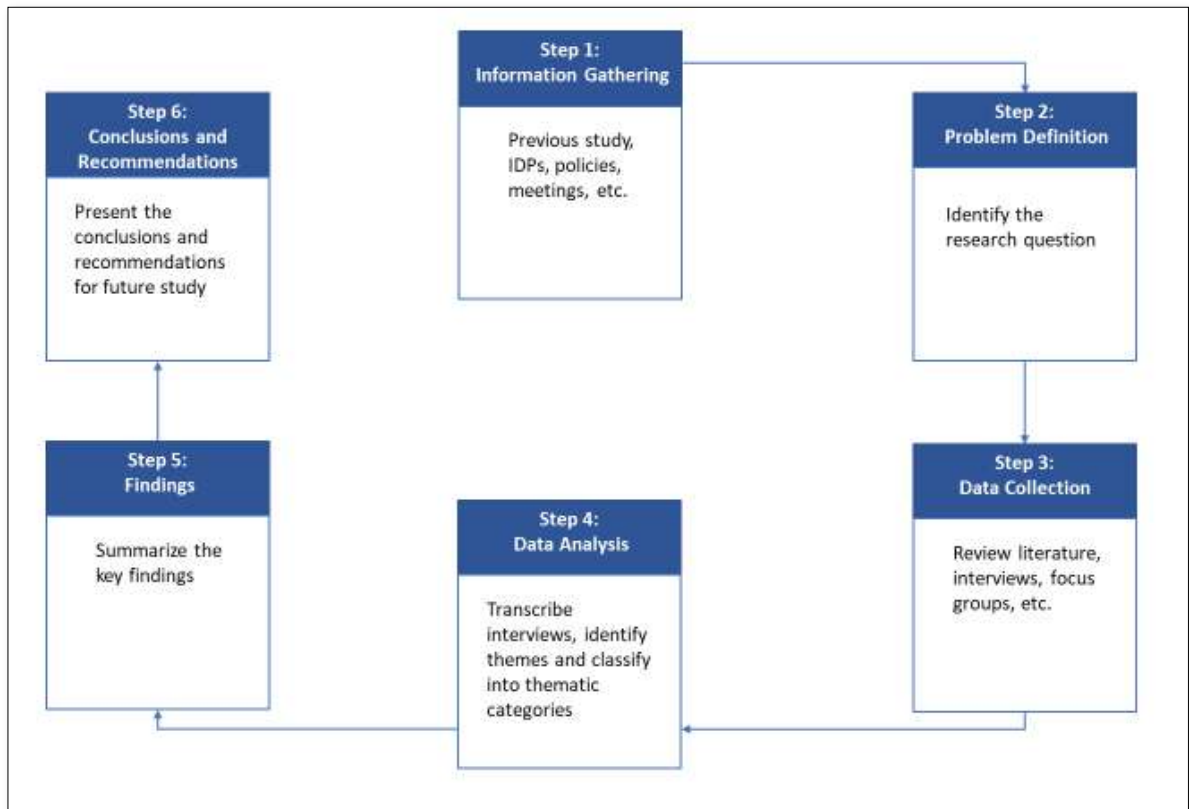 Step 1:
Information Gathering
Previous study,
IDPs, policies,
meetings, etc.
Step 2:
Problem Definition
Identify the
research question
Step 3:
Data Collection
Review literature,
interviews, focus
groups, etc.
Step 4:
Data Analysis
Transcribe
interviews, identify
themes and classify
into thematic
categories
Step 5:
Findings
Summarize the
key findings
Step 6:
Conclusions and
Recommendations
Present the
conclusions and
recommendations
for future study